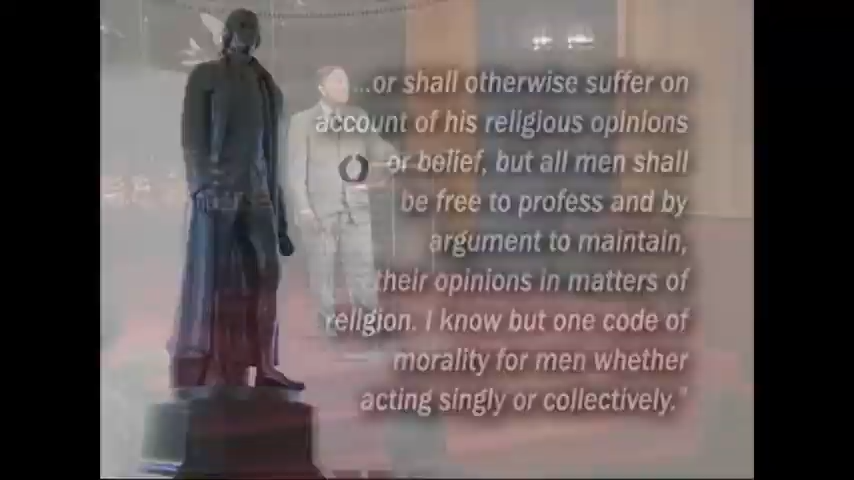 ...or shall otherwise suffer on
account of his religious opinions
or belief, but all men shall
be free to profess and by
argument to maintain,
their opinions in matters of
religion. I know but one code of
morality for men whether
acting singly or collectively."